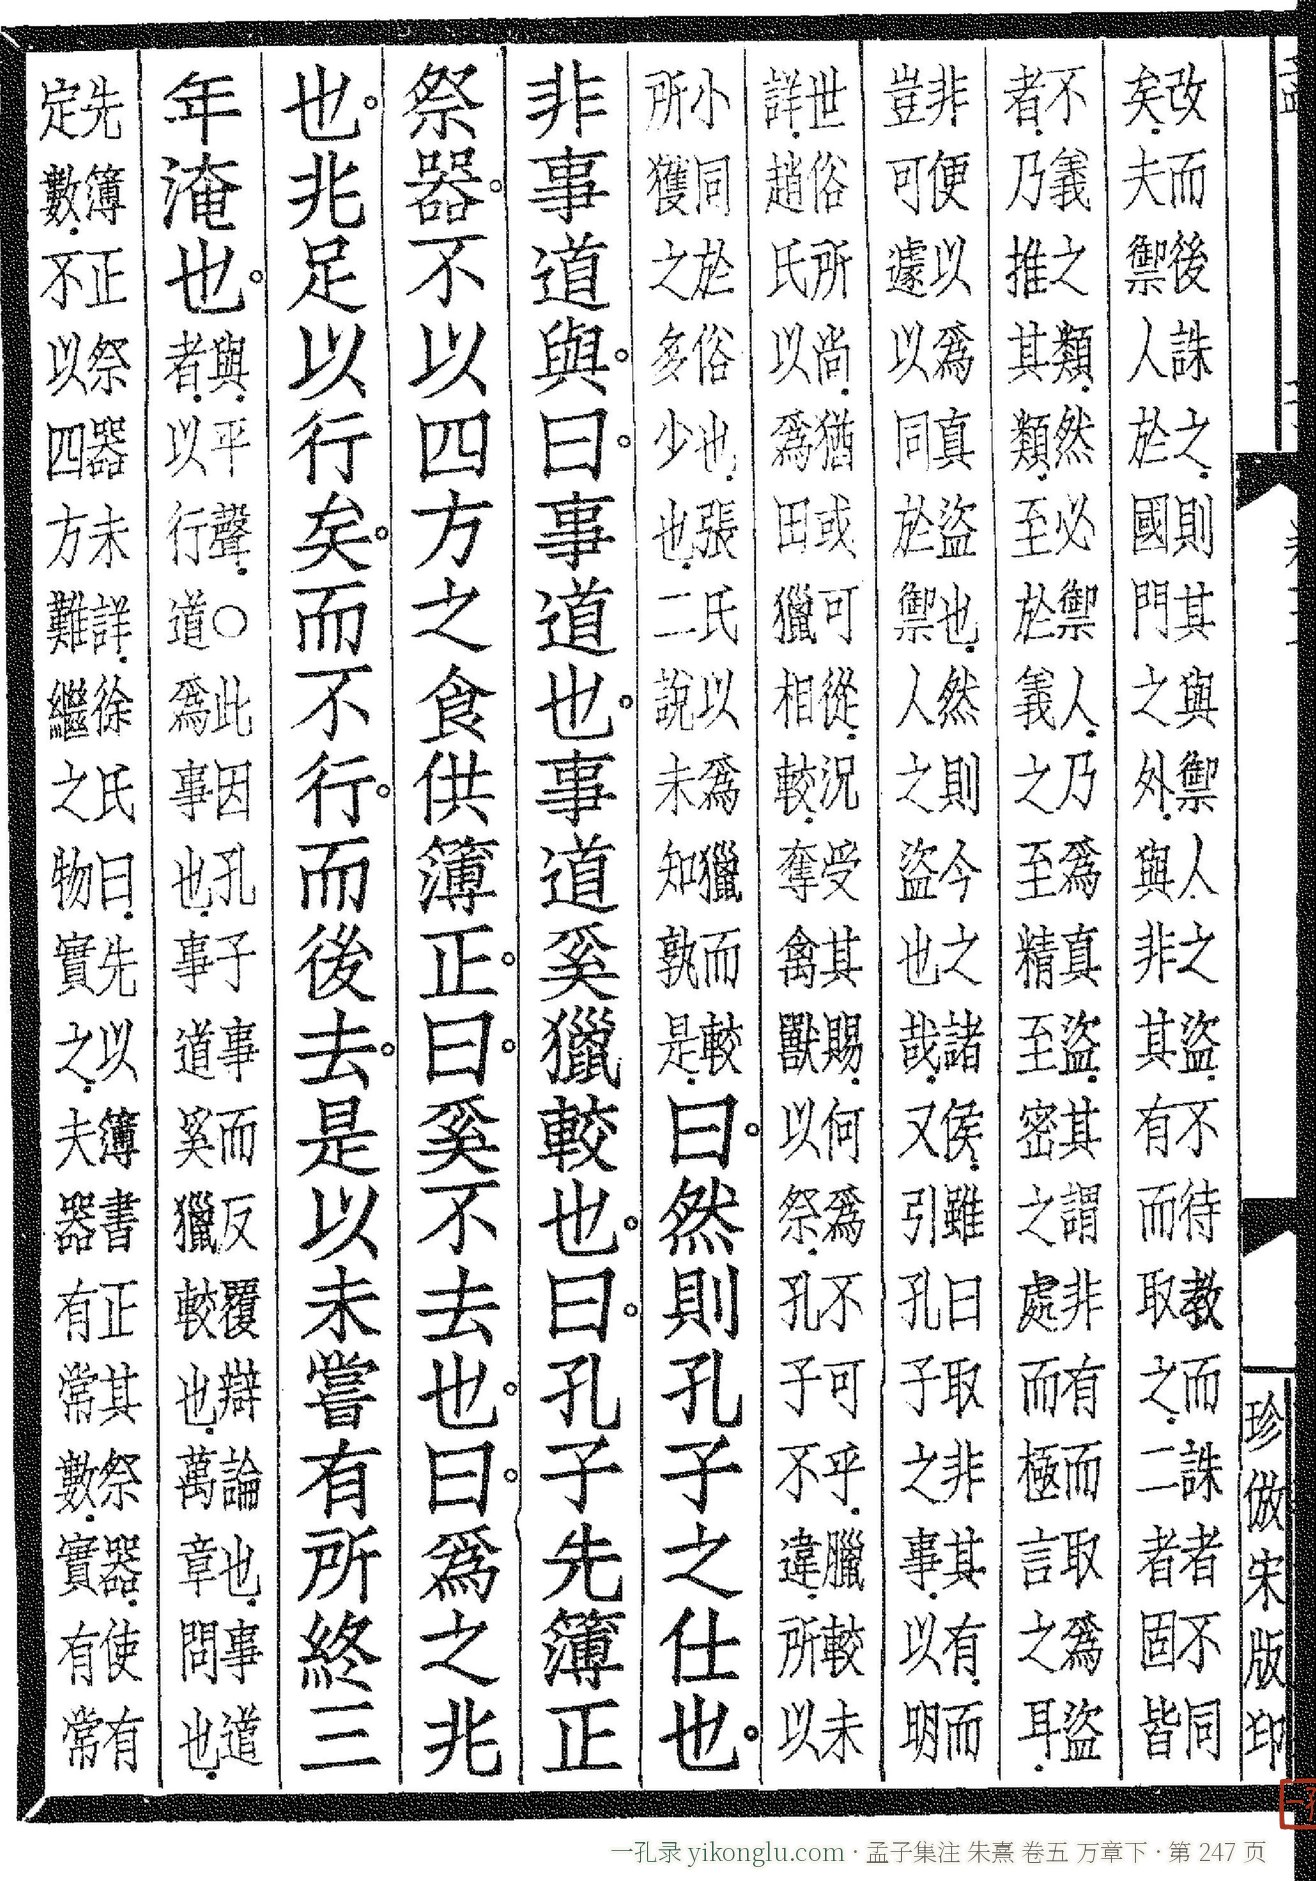 珍倣宋版印
改而後誅之。則其與禦人之盜。不待教而誅者不同
矣。夫禦人於國門之外。與非其有而取之。二者固皆
不義之類。然必禦人。乃爲真盜。其謂非有而取爲盜
者。乃推其類。至於義之至精至密之處而極言之耳。
非便以爲真盜也。然則今之諸侯。雖曰取非其有。而
豈可遽以同於禦人之盜也哉。又引孔子之事。以明
世俗所尚。猶或可從。況受其賜。何爲不可乎。臘較未
詳。趙氏以爲田獵相較。奪禽獸以祭。孔子不違所以
小同於俗也。張氏以爲獵而較
所獲之多少也。二說未知孰是。
曰。然則孔子之仕也。
非事道與。曰。事道也。事道奚獵較也。曰。孔子先簿正
祭器。不以四方之食供簿正。曰。奚不去也。曰。爲之兆
也。兆足以行矣。而不行。而後去。是以未嘗有所終三
年淹也。
與。平聲。○此因孔子事而反覆辯論也。事道
者。以行道爲事也。事道奚獵較也。萬章問也。
先簿正祭器未詳。徐氏曰。先以簿書正其祭器。使有
定數。不以四方難繼之物實之。夫器有常數。實有常
一孔录 yikonglu.com · 孟子集注 朱熹 卷五 万章下 · 第 247 页